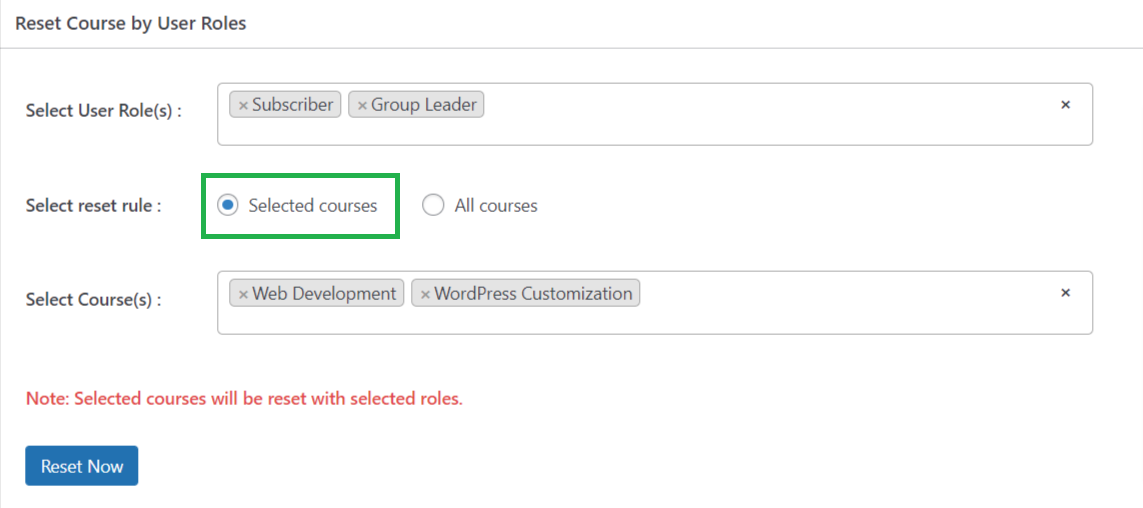 Reset Course by User Roles
Select User Role(s) : × Subscriber × Group Leader ×
Select reset rule : Selected courses All courses
Select Course(s) : × Web Development × WordPress Customization ×
Note: Selected courses will be reset with selected roles.
Reset Now